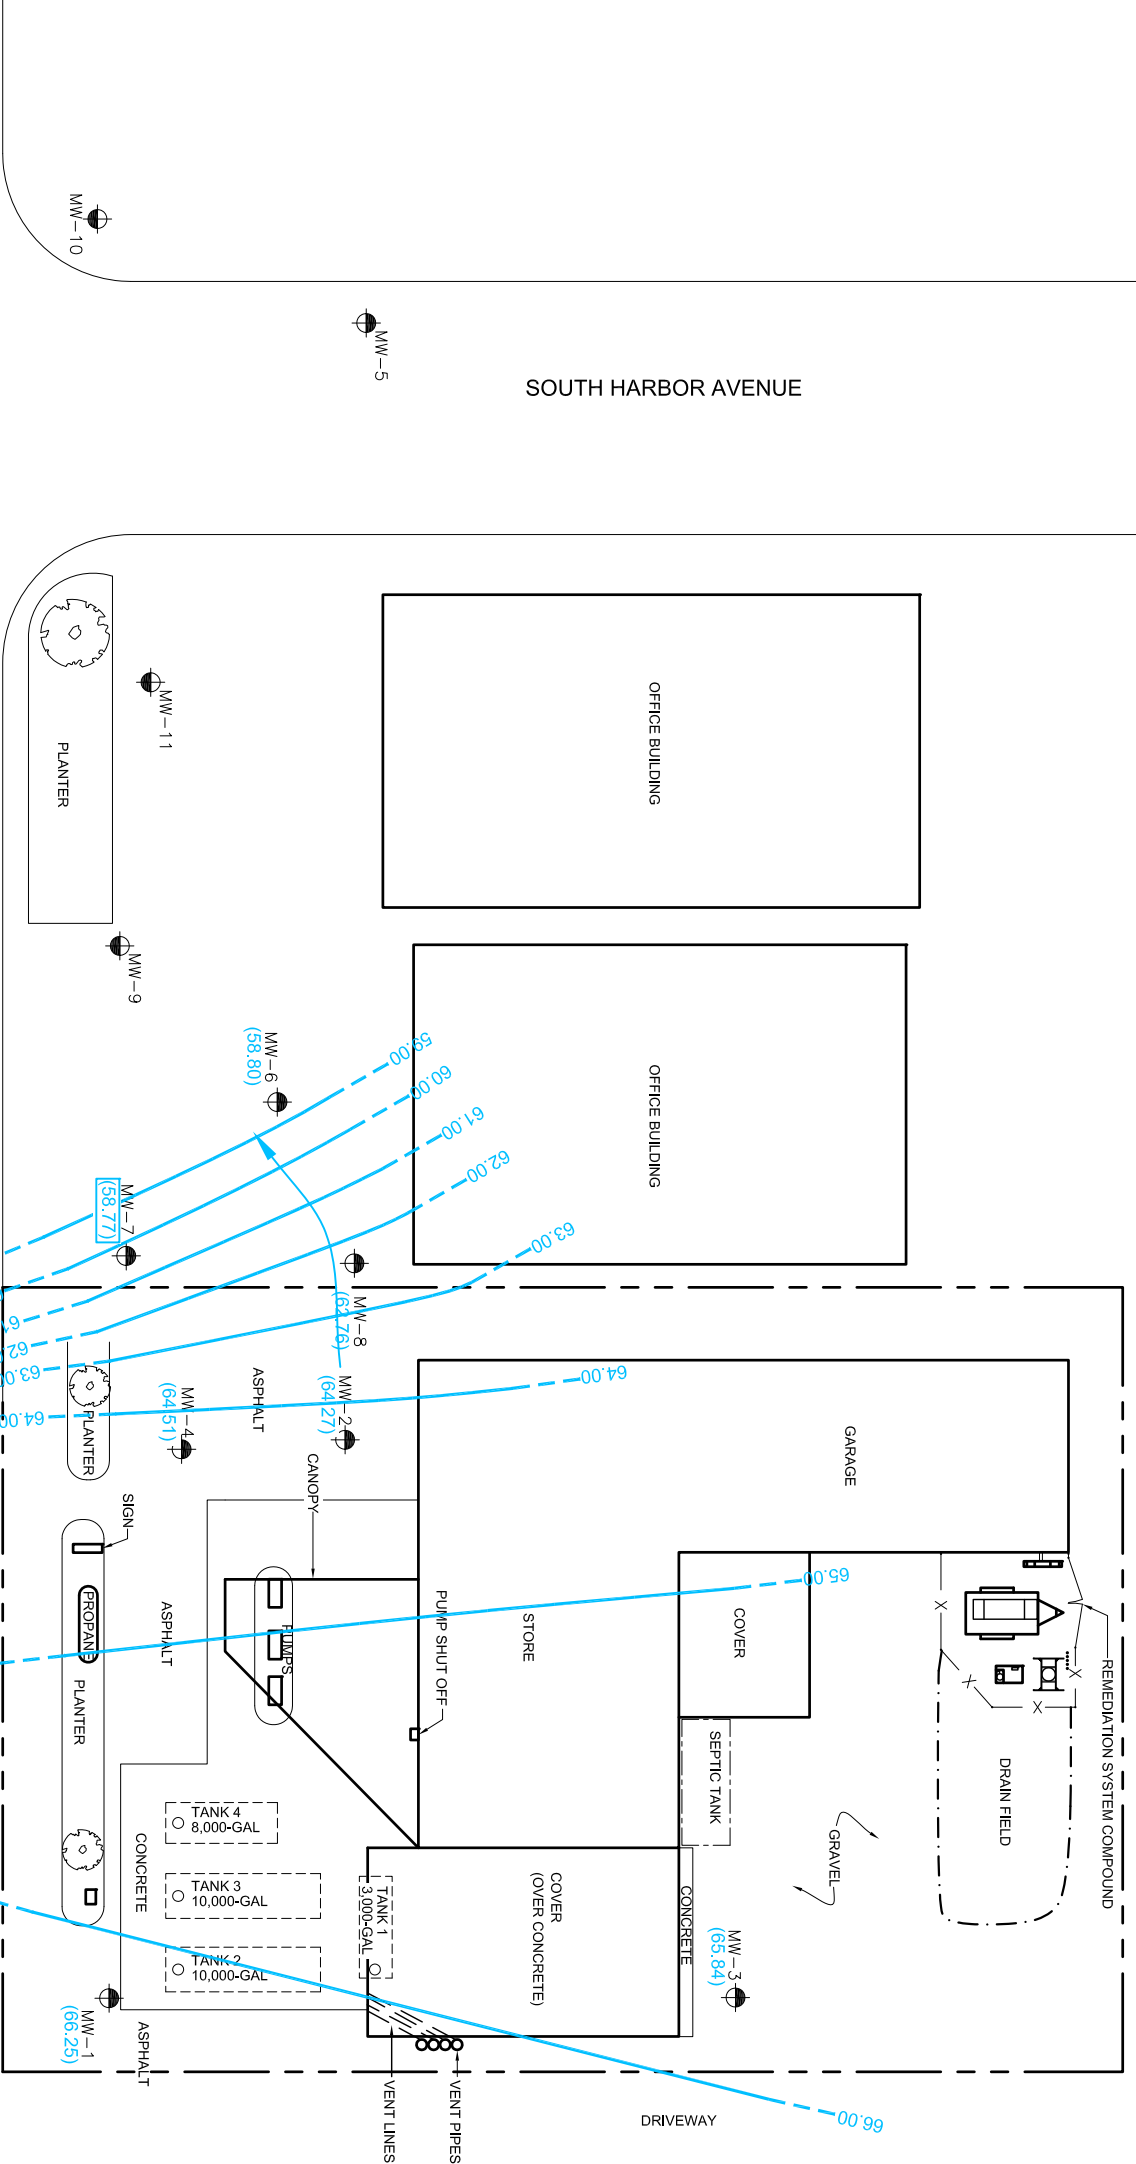 MW-10
MW-5
SOUTH HARBOR AVENUE
MW-11
PLANTER
OFFICE BUILDING
MW-9
MW-6
(58.80)
59.00
60.00
61.00
62.00
63.00
OFFICE BUILDING
MW-7
(58.77)
MW-8
(62.76)
62.
63.0
64.00
64.00
PLANTER
MW-4
(64.51)
ASPHALT
MW-2
(64.27)
CANOPY
GARAGE
SIGN
PROPANE
ASPHALT
PLANTER
PUMPS
PUMP SHUT OFF
STORE
COVER
65.00
REMEDIATION SYSTEM COMPOUND
X
X
X
X
SEPTIC TANK
DRAIN FIELD
GRAVEL
TANK 4
8,000-GAL
TANK 3
10,000-GAL
TANK 2
10,000-GAL
CONCRETE
TANK 1
3,000-GAL
COVER
(OVER CONCRETE)
CONCRETE
MW-3
(65.84)
MW-1
(66.25)
ASPHALT
VENT LINES
VENT PIPES
DRIVEWAY
66.00